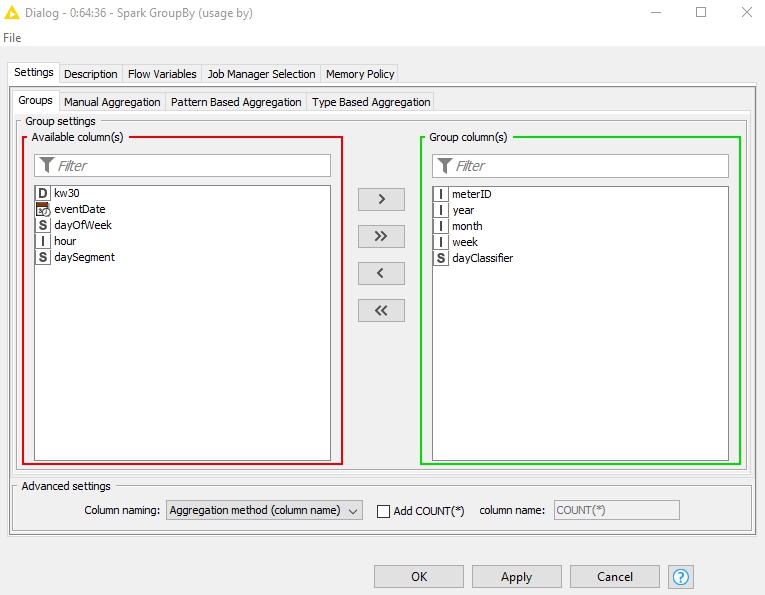 Dialog - 0:64:36 - Spark GroupBy (usage by)
File
Settings Description Flow Variables Job Manager Selection Memory Policy
Groups Manual Aggregation Pattern Based Aggregation Type Based Aggregation
Group settings
Available column(s) Group column(s)
Filter Filter
D kw30 I meterID
eventDate I year
S dayOfWeek I month
I hour I week
S daySegment S dayClassifier
>
>>
<
<<
Advanced settings
Column naming: Aggregation method (column name) Add COUNT(*) column name: COUNT(*)
OK Apply Cancel ?